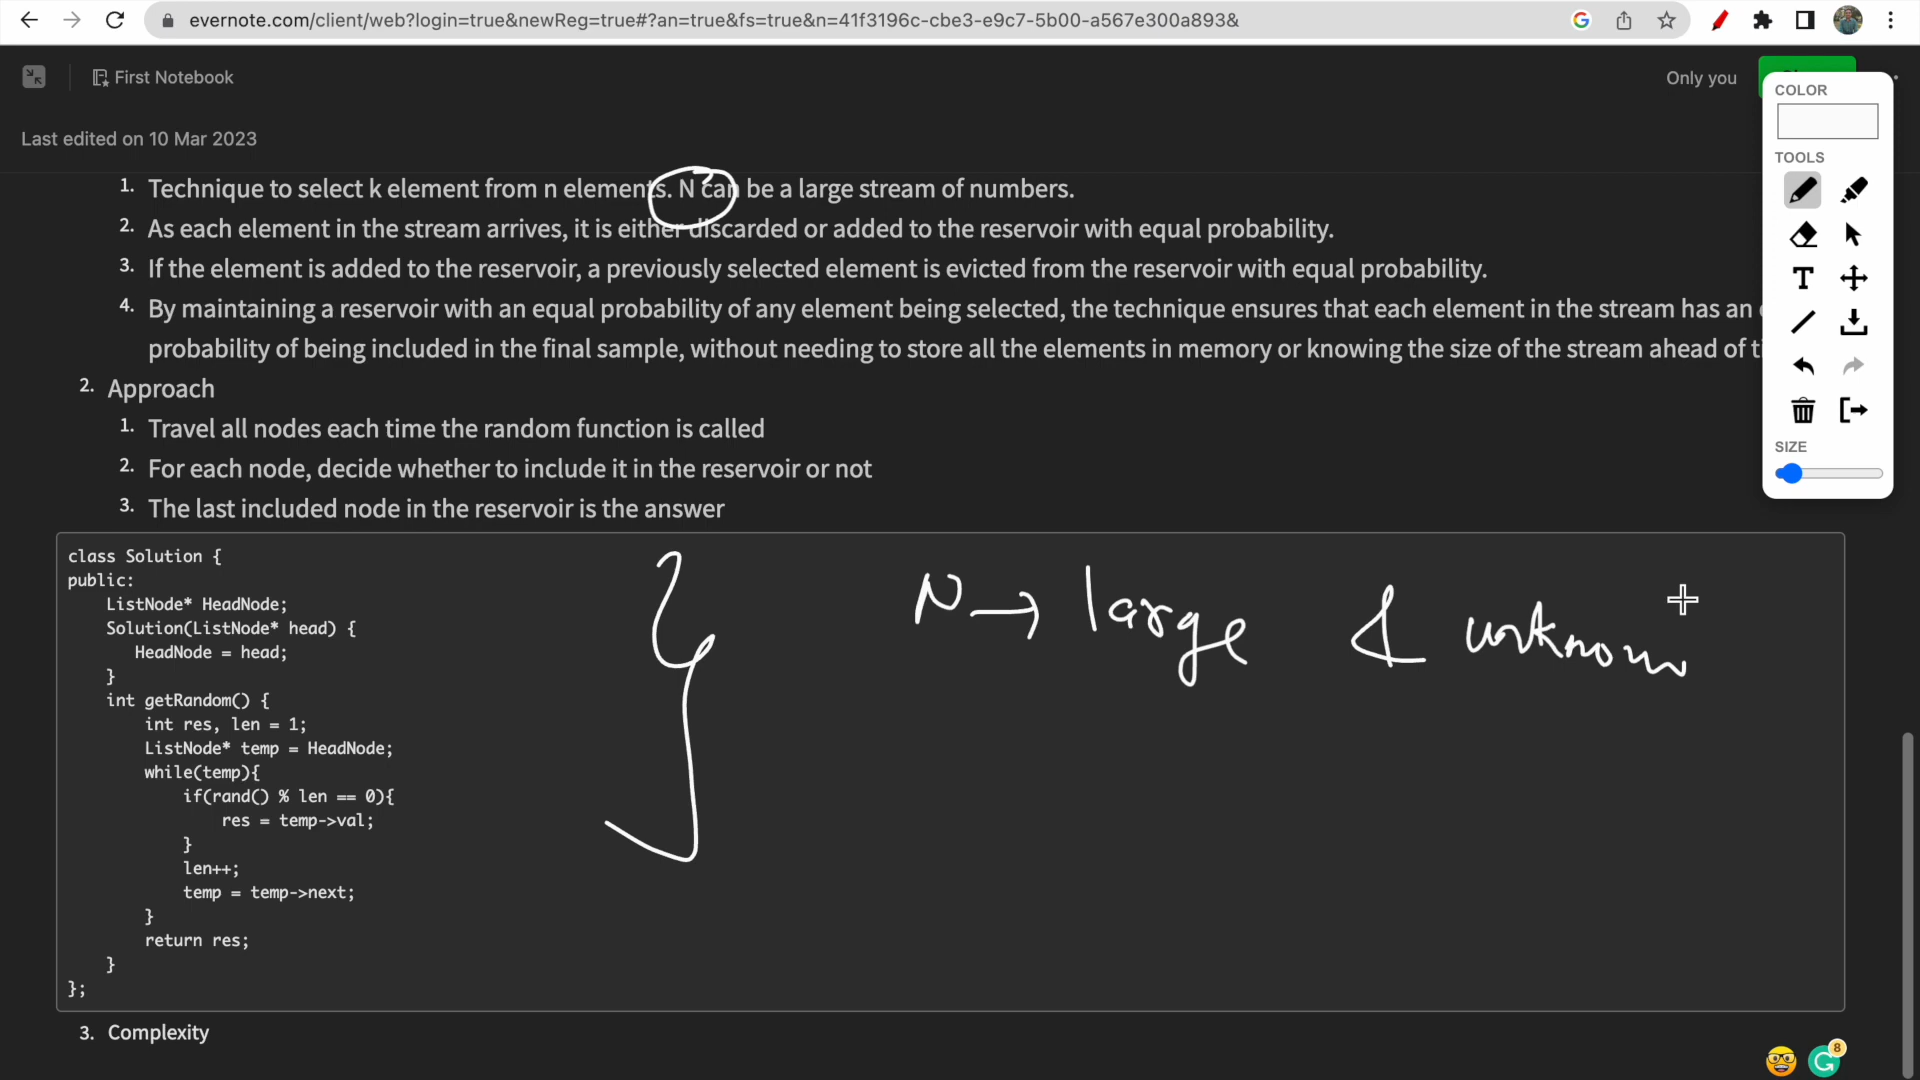 evernote.com/client/web?login=true&newReg=true#?an=true&fs=true&n=41f3196c-cbe3-e9c7-5b00-a567e300a893&
First Notebook
Only you
Last edited on 10 Mar 2023
COLOR
TOOLS
T
SIZE
1. Technique to select k element from n elements. N can be a large stream of numbers.
2. As each element in the stream arrives, it is either discarded or added to the reservoir with equal probability.
3. If the element is added to the reservoir, a previously selected element is evicted from the reservoir with equal probability.
4. By maintaining a reservoir with an equal probability of any element being selected, the technique ensures that each element in the stream has an
probability of being included in the final sample, without needing to store all the elements in memory or knowing the size of the stream ahead of
2. Approach
1. Travel all nodes each time the random function is called
2. For each node, decide whether to include it in the reservoir or not
3. The last included node in the reservoir is the answer
class Solution {
public:
ListNode* HeadNode;
Solution(ListNode* head) {
HeadNode = head;
}
int getRandom() {
int res, len = 1;
ListNode* temp = HeadNode;
while(temp){
if(rand() % len == 0){
res = temp->val;
}
len++;
temp = temp->next;
}
return res;
}
};
N → large & unknown
3. Complexity
8